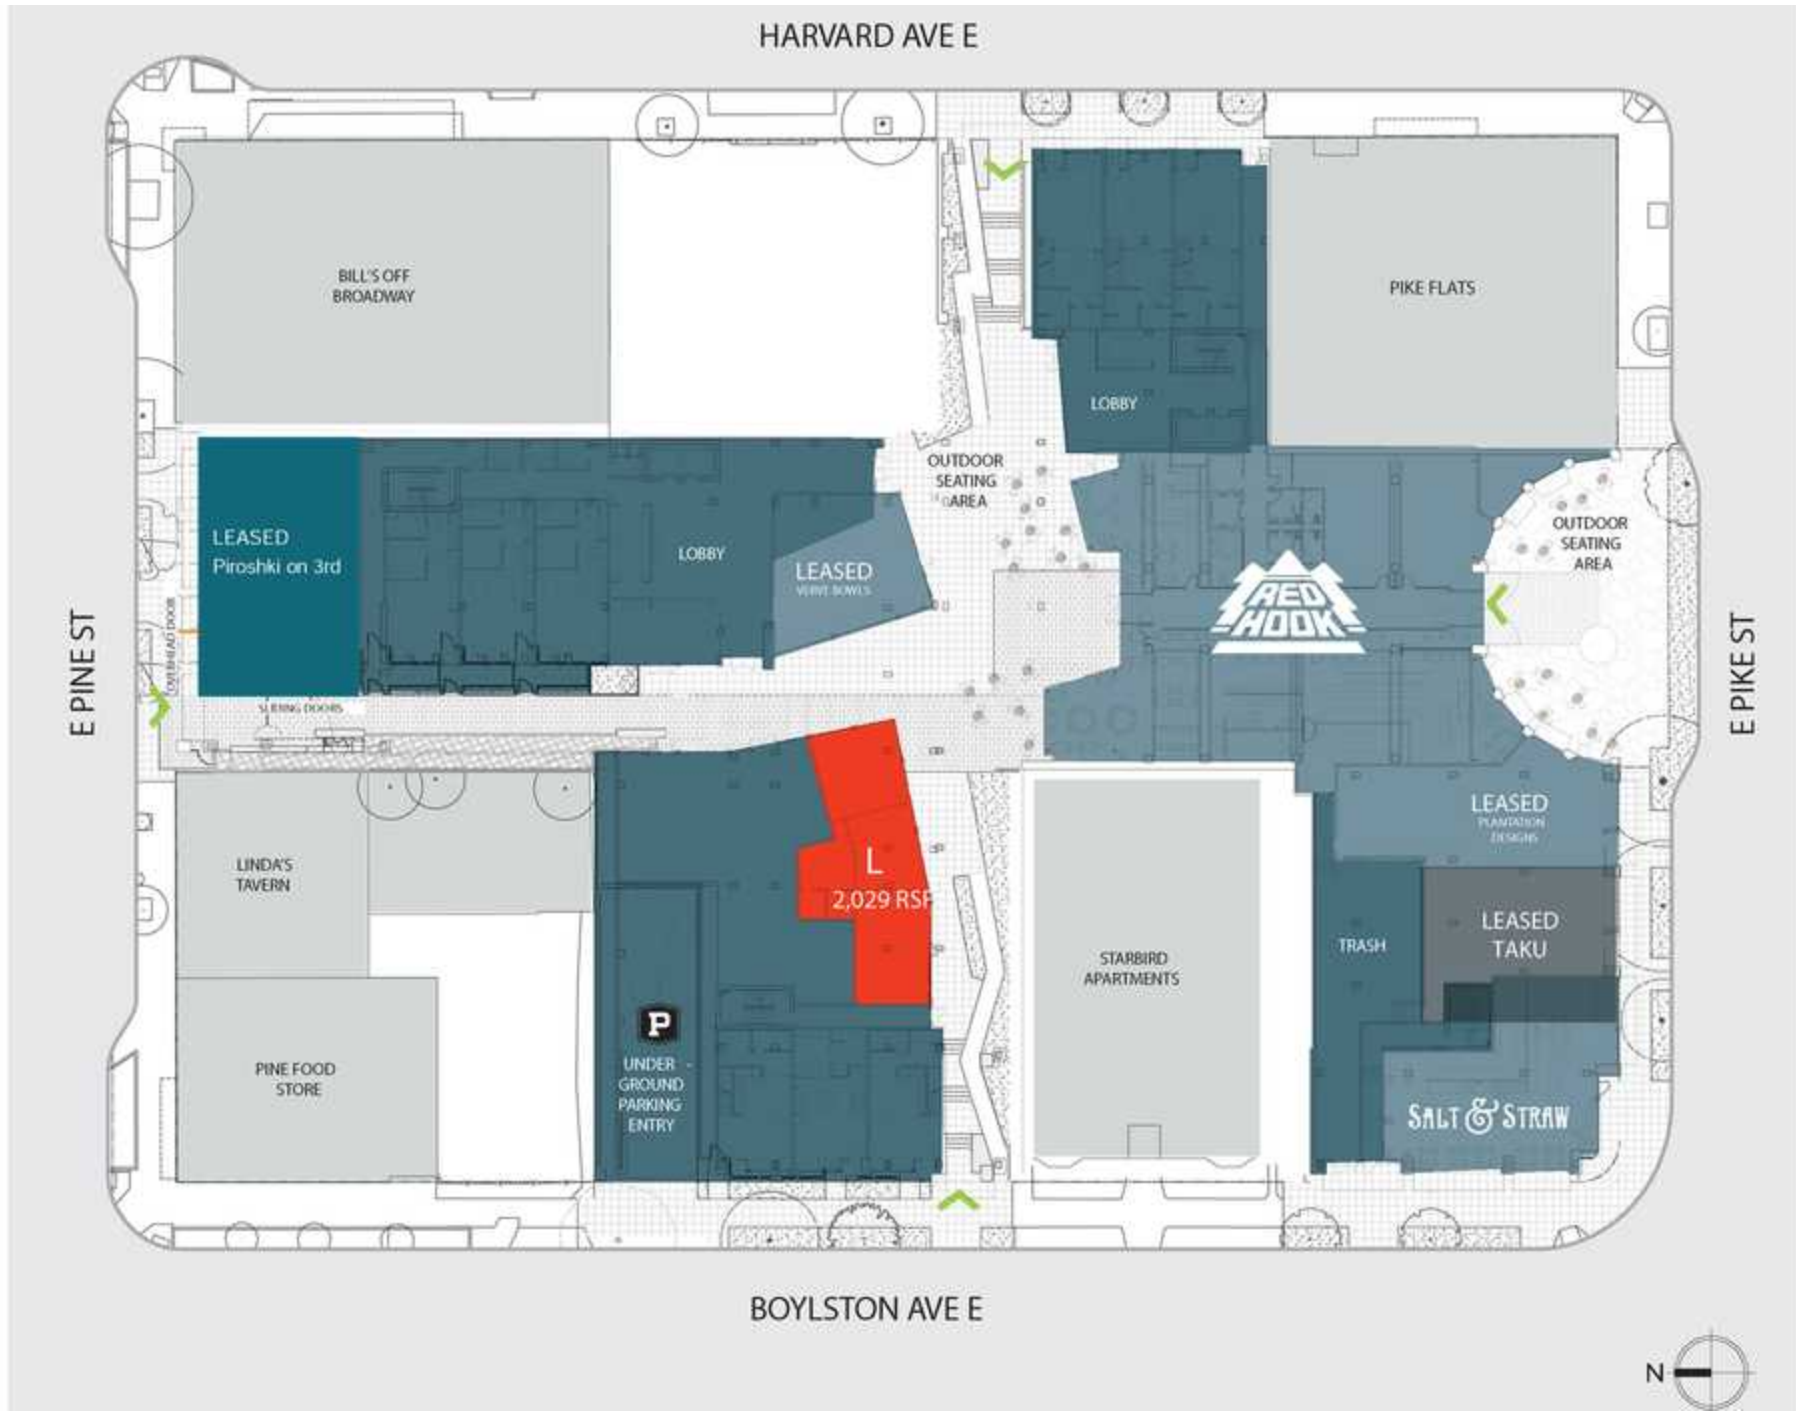 HARVARD AVE E
BILL'S OFF
BROADWAY
PIKE FLATS
LOBBY
OUTDOOR
SEATING
AREA
LEASED
Piroshki on 3rd
LOBBY
LEASED
VERVE BOWLS
RED
HOOK
OUTDOOR
SEATING
AREA
E PINE ST
OVERHEAD DOOR
SLIDING DOORS
E PIKE ST
LINDA'S
TAVERN
L
2,029 RSF
LEASED
PLANTATION
DESIGNS
STARBIRD
APARTMENTS
TRASH
LEASED
TAKU
PINE FOOD
STORE
P
UNDER -
GROUND
PARKING
ENTRY
SALT & STRAW
BOYLSTON AVE E
N